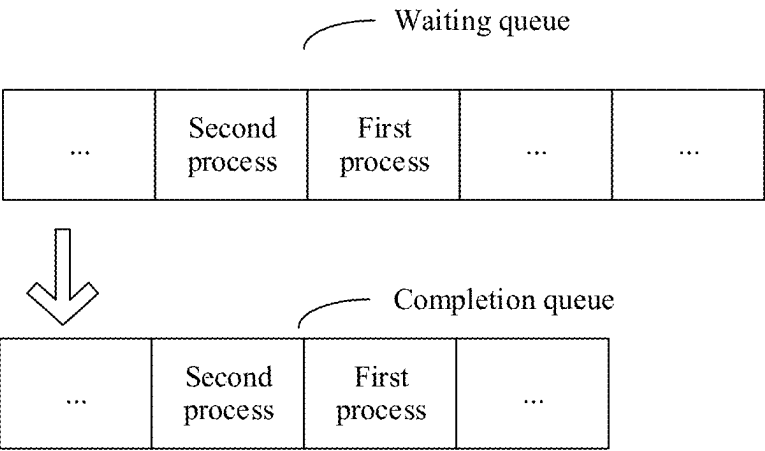 Waiting queue
... Second process First process ... ...
Completion queue
... Second process First process ...